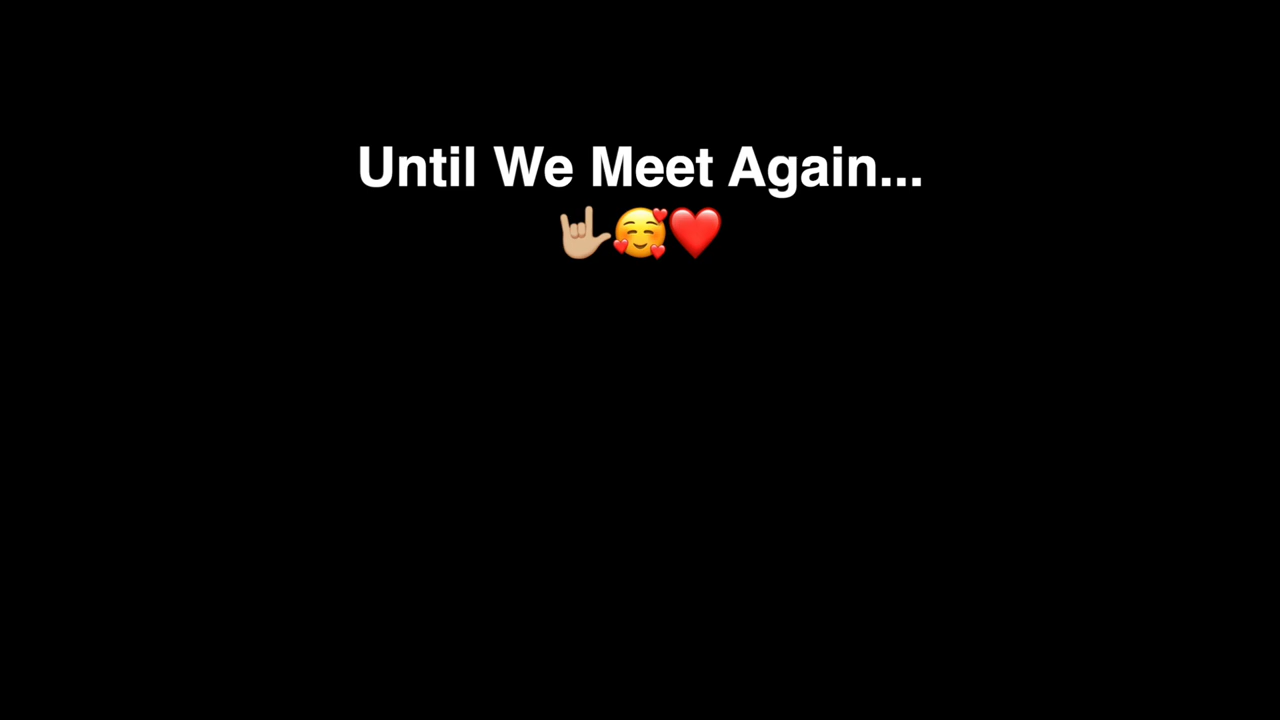 Until We Meet Again...
🤟🏼🥰❤️